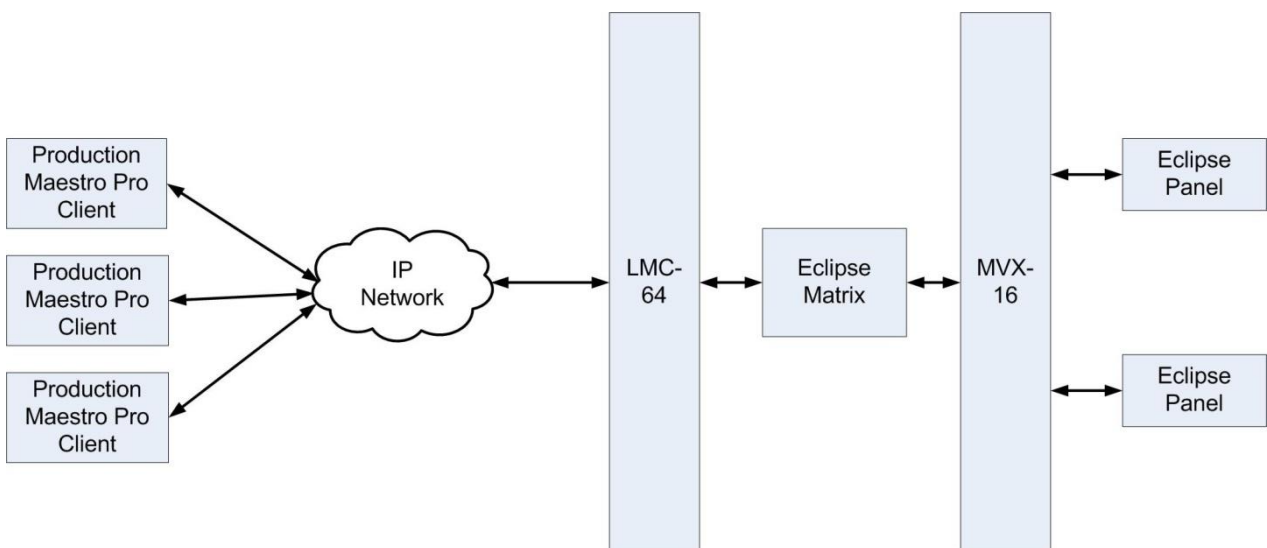 Production
Maestro Pro
Client
Production
Maestro Pro
Client
Production
Maestro Pro
Client
IP
Network
LMC-
64
Eclipse
Matrix
MVX-
16
Eclipse
Panel
Eclipse
Panel